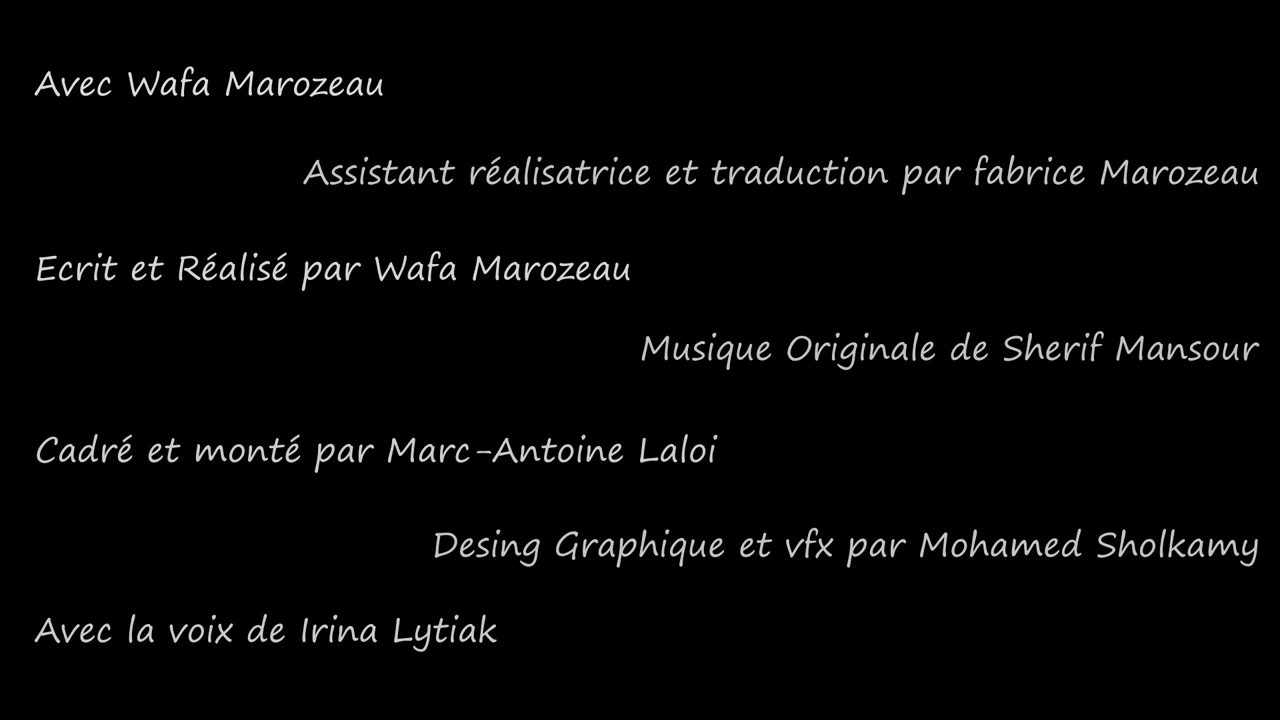 Avec Wafa Marozeau
Assistant réalisatrice et traduction par fabrice Marozeau
Ecrit et Réalisé par Wafa Marozeau
Musique Originale de Sherif Mansour
Cadré et monté par Marc-Antoine Laloi
Desing Graphique et vfx par Mohamed Sholkamy
Avec la voix de Irina Lytiak